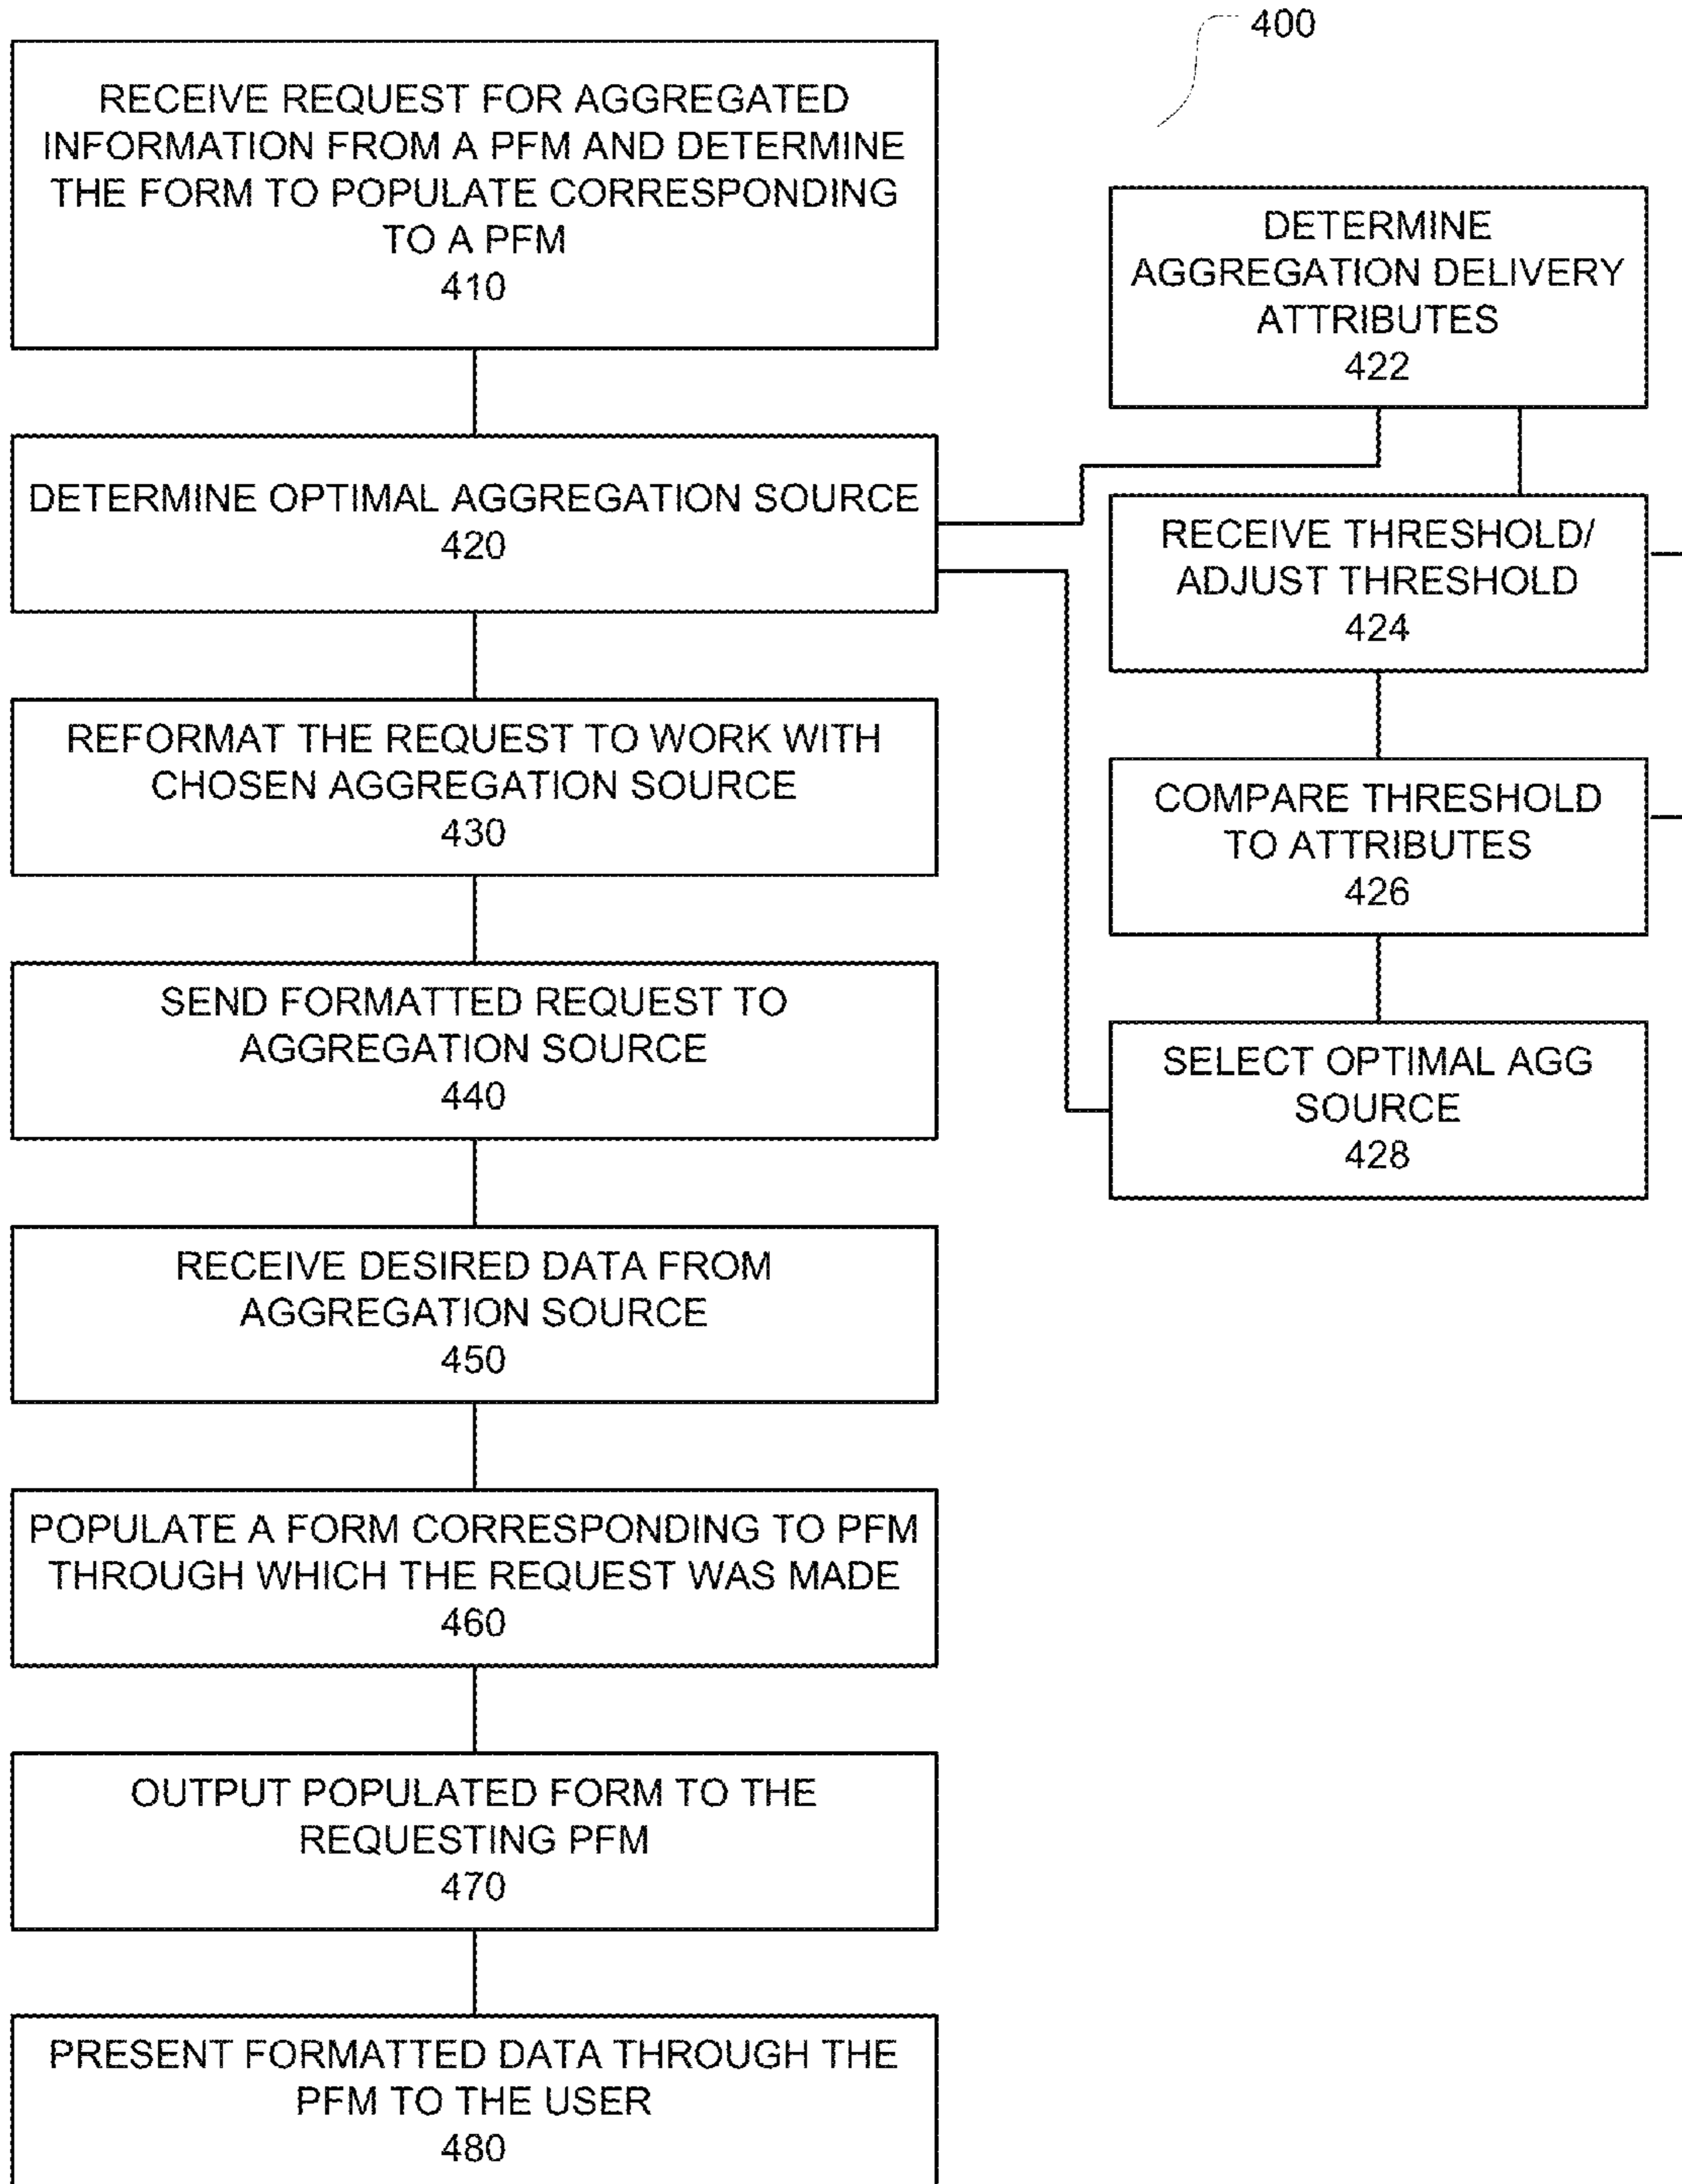 400
RECEIVE REQUEST FOR AGGREGATED
INFORMATION FROM A PFM AND DETERMINE
THE FORM TO POPULATE CORRESPONDING
TO A PFM
410
DETERMINE OPTIMAL AGGREGATION SOURCE
420
REFORMAT THE REQUEST TO WORK WITH
CHOSEN AGGREGATION SOURCE
430
SEND FORMATTED REQUEST TO
AGGREGATION SOURCE
440
RECEIVE DESIRED DATA FROM
AGGREGATION SOURCE
450
POPULATE A FORM CORRESPONDING TO PFM
THROUGH WHICH THE REQUEST WAS MADE
460
OUTPUT POPULATED FORM TO THE
REQUESTING PFM
470
PRESENT FORMATTED DATA THROUGH THE
PFM TO THE USER
480
DETERMINE
AGGREGATION DELIVERY
ATTRIBUTES
422
RECEIVE THRESHOLD/
ADJUST THRESHOLD
424
COMPARE THRESHOLD
TO ATTRIBUTES
426
SELECT OPTIMAL AGG
SOURCE
428